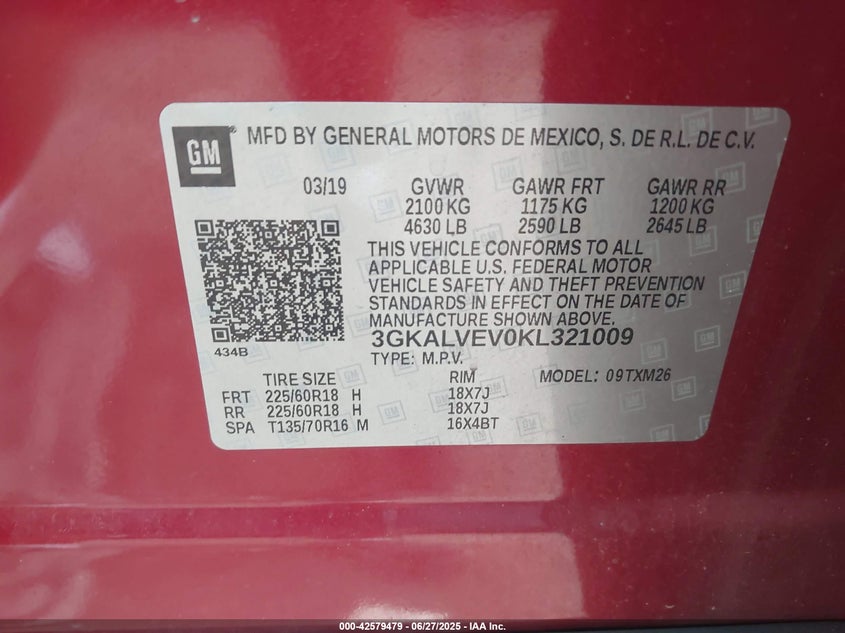 GM ® MFD BY GENERAL MOTORS DE MEXICO, S. DE R.L. DE C.V.
03/19 GVWR GAWR FRT GAWR RR
2100 KG 1175 KG 1200 KG
4630 LB 2590 LB 2645 LB
THIS VEHICLE CONFORMS TO ALL
APPLICABLE U.S. FEDERAL MOTOR
VEHICLE SAFETY AND THEFT PREVENTION
STANDARDS IN EFFECT ON THE DATE OF
MANUFACTURE SHOWN ABOVE.
434B
3GKALVEV0KL321009
TYPE: M.P.V.
TIRE SIZE RIM MODEL: 09TXM26
FRT 225/60R18 H 18X7J
RR 225/60R18 H 18X7J
SPA T135/70R16 M 16X4BT
000-42579479 | 06/27/2025 - IAA Inc.